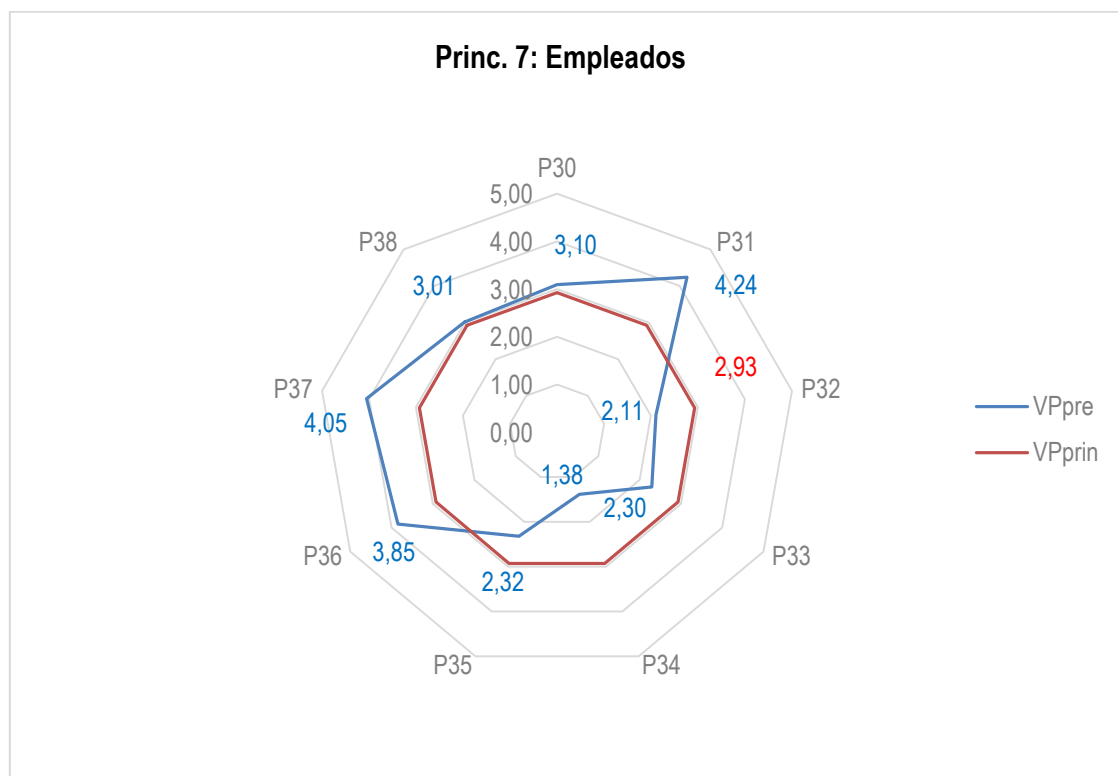 Princ. 7: Empleados
P30
5,00
P38
P31
4,00
3,10
3,01
4,24
3,00
2,00
2,93
P37
P32
1,00
4,05
2,11
VPpre
0,00
VPprin
1,38
2,30
3,85
2,32
P36
P33
P35
P34